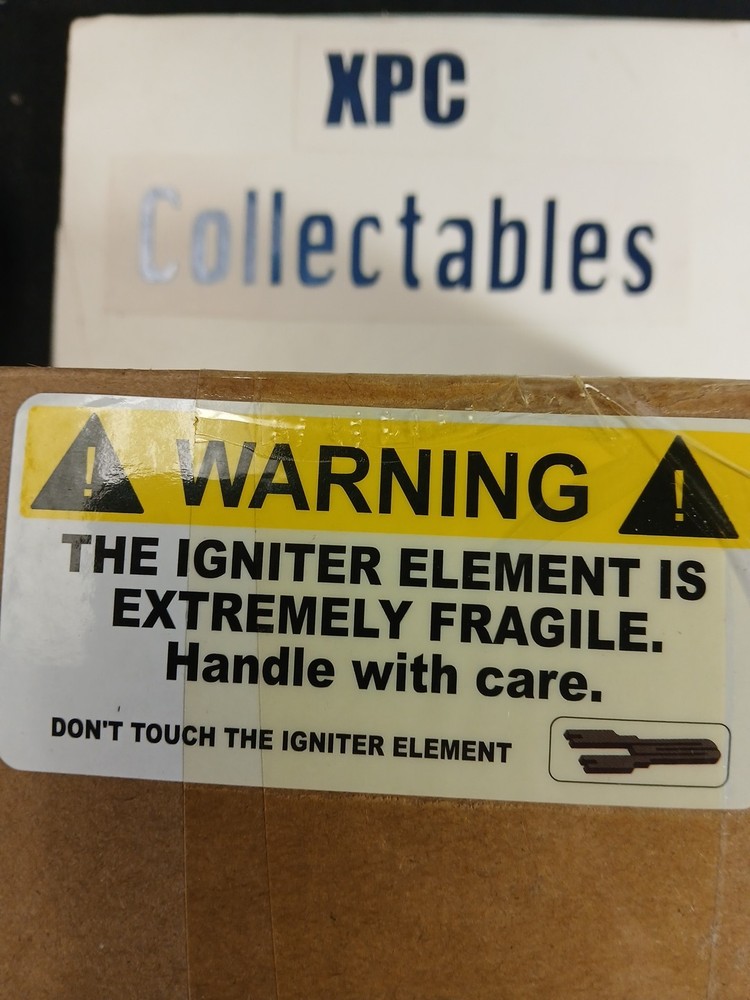 XPC
Collectables
WARNING
THE IGNITER ELEMENT IS
EXTREMELY FRAGILE.
Handle with care.
DON'T TOUCH THE IGNITER ELEMENT